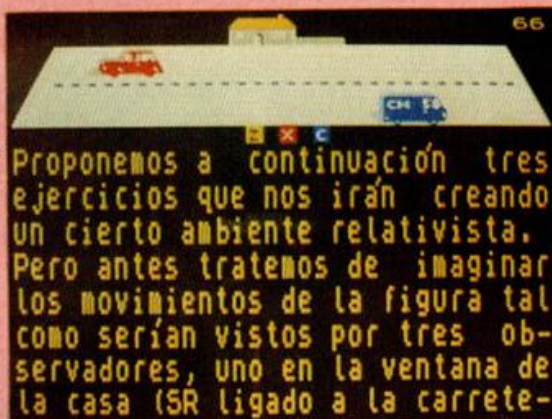 66
CM 58
Z X C
Proponemos a continuación tres
ejercicios que nos irán creando
un cierto ambiente relativista.
Pero antes tratemos de imaginar
los movimientos de la figura tal
como serían vistos por tres ob-
servadores, uno en la ventana de
la casa (SR ligado a la carrete-